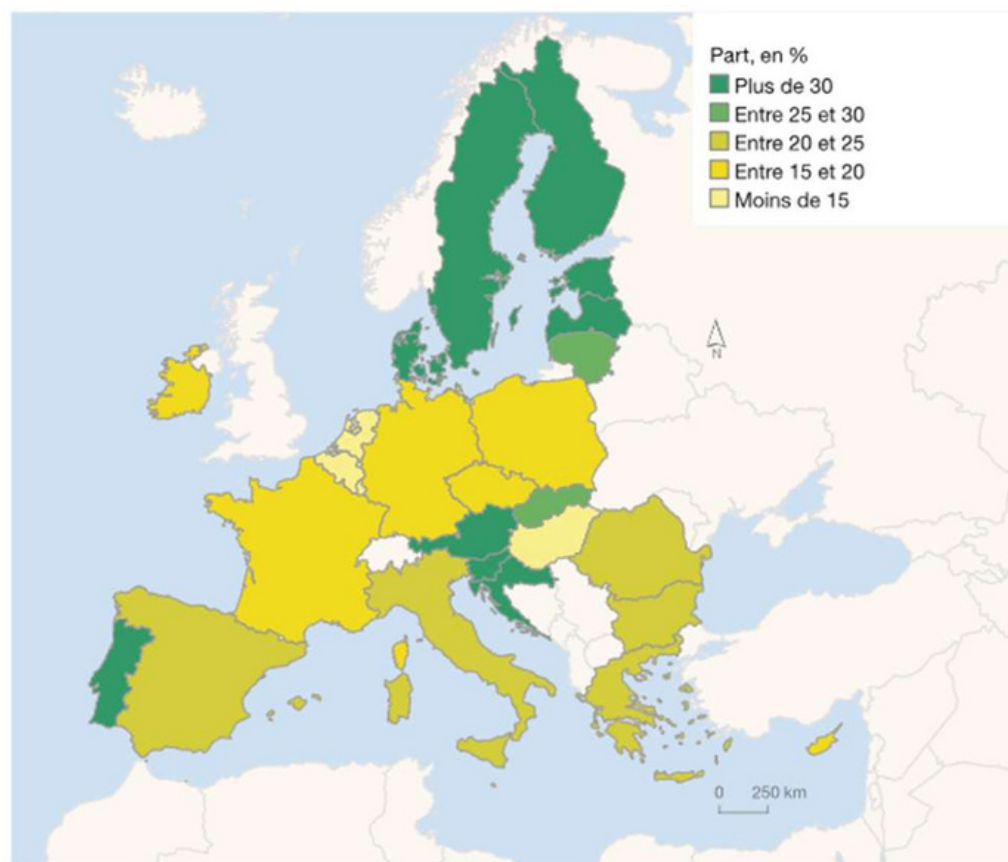 Part, en %
Plus de 30
Entre 25 et 30
Entre 20 et 25
Entre 15 et 20
Moins de 15
N
0 250 km